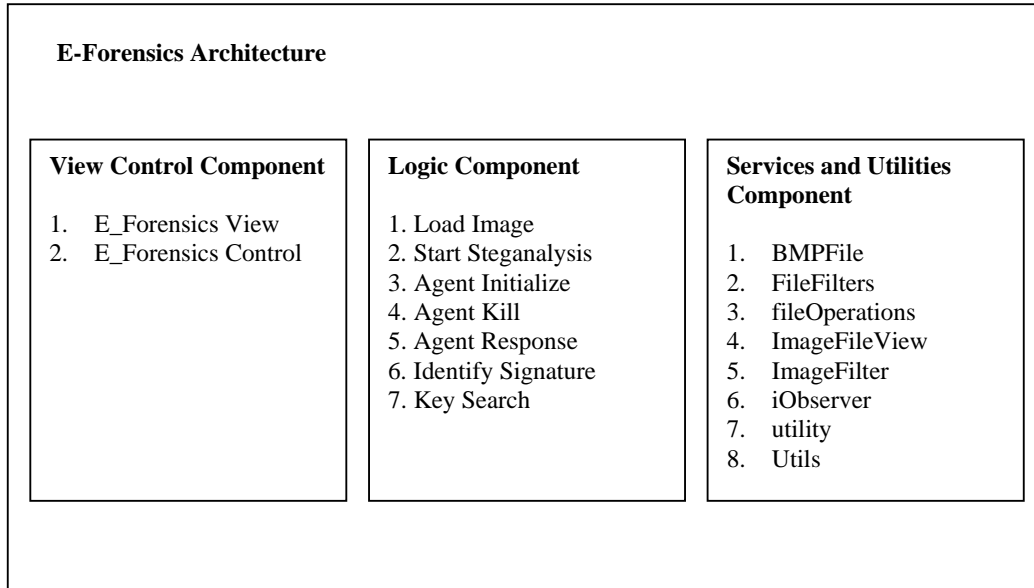 E-Forensics Architecture
View Control Component
1. E_Forensics View
2. E_Forensics Control
Logic Component
1. Load Image
2. Start Steganalysis
3. Agent Initialize
4. Agent Kill
5. Agent Response
6. Identify Signature
7. Key Search
Services and Utilities
Component
1. BMPFile
2. FileFilters
3. fileOperations
4. ImageFileView
5. ImageFilter
6. iObserver
7. utility
8. Utils